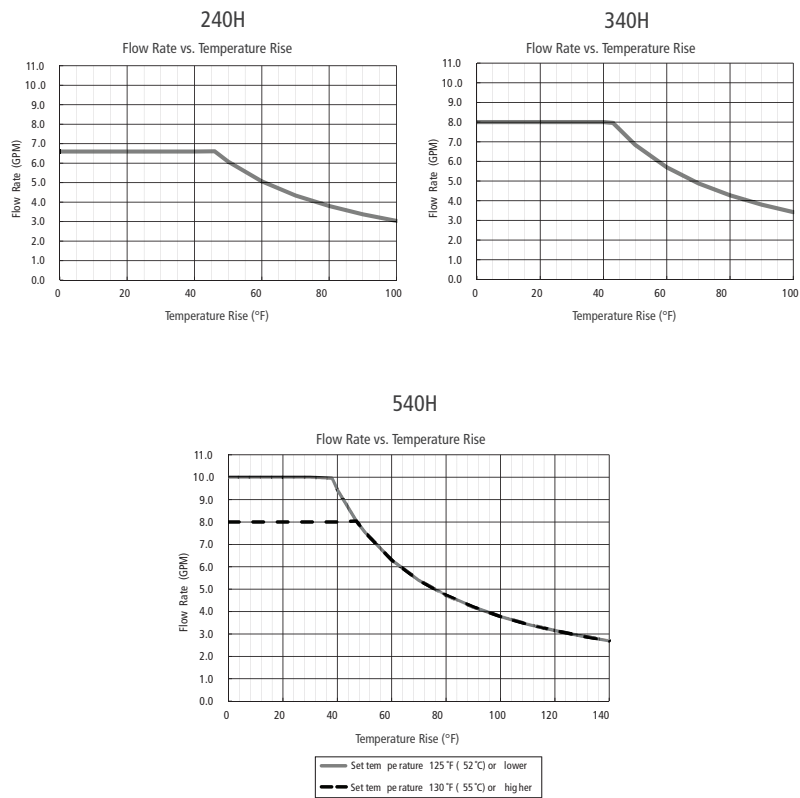 240H
Flow Rate vs. Temperature Rise
11.0
10.0
9.0
8.0
7.0
6.0
5.0
4.0
3.0
2.0
1.0
0.0
Flow Rate (GPM)
0 20 40 60 80 100
Temperature Rise (°F)
340H
Flow Rate vs. Temperature Rise
11.0
10.0
9.0
8.0
7.0
6.0
5.0
4.0
3.0
2.0
1.0
0.0
Flow Rate (GPM)
0 20 40 60 80 100
Temperature Rise (°F)
540H
Flow Rate vs. Temperature Rise
11.0
10.0
9.0
8.0
7.0
6.0
5.0
4.0
3.0
2.0
1.0
0.0
Flow Rate (GPM)
0 20 40 60 80 100 120 140
Temperature Rise (°F)
Set tem pe rature 125 °F ( 52 °C) or lower
Set tem pe rature 130 °F ( 55 °C) or hig her